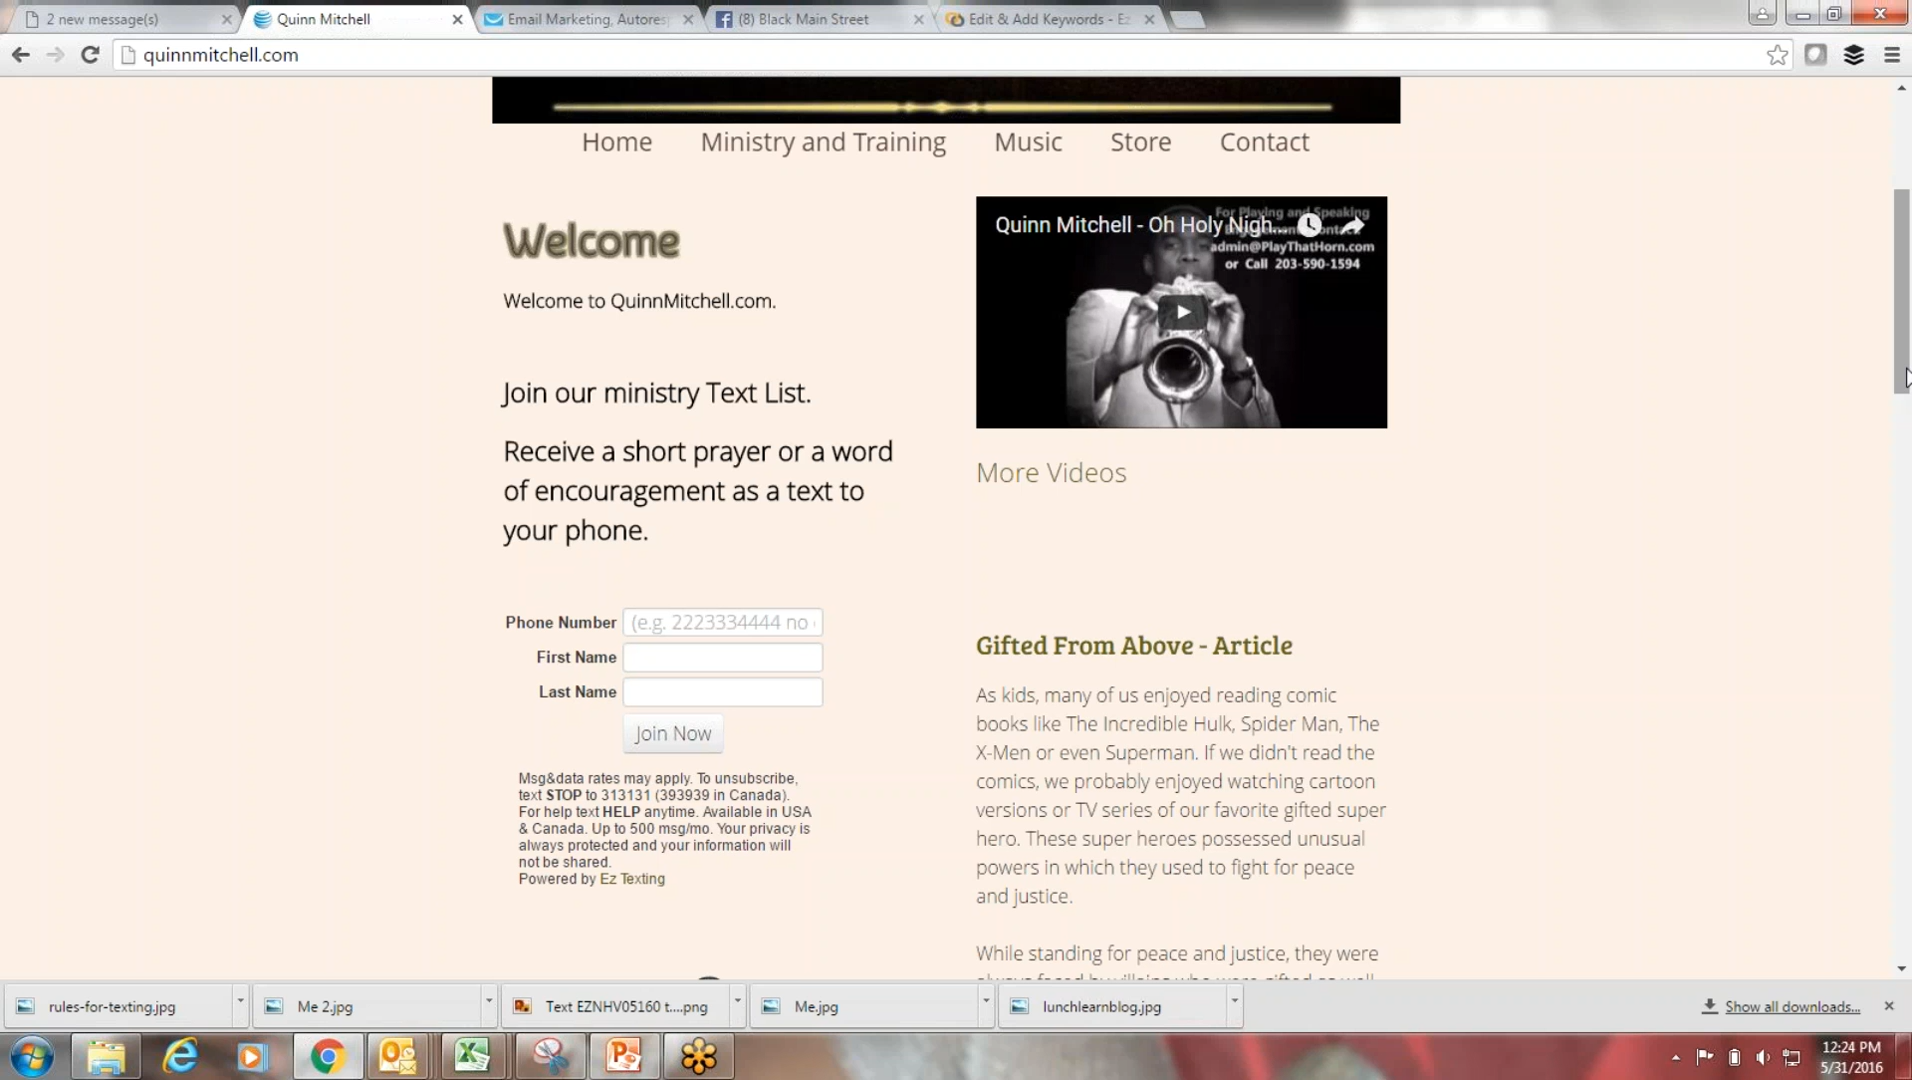 2 new message(s)
Quinn Mitchell
Email Marketing, Autores
(8) Black Main Street
Edit & Add Keywords - Ez
quinnmitchell.com
Home
Ministry and Training
Music
Store
Contact
Welcome
Welcome to QuinnMitchell.com.
Join our ministry Text List.
Receive a short prayer or a word
of encouragement as a text to
your phone.
Phone Number
(e.g. 2223334444 no
First Name
Last Name
Join Now
Msg&data rates may apply. To unsubscribe,
text STOP to 313131 (393939 in Canada).
For help text HELP anytime. Available in USA
& Canada. Up to 500 msg/mo. Your privacy is
always protected and your information will
not be shared.
Powered by Ez Texting
For Playing and Speaking
Quinn Mitchell - Oh Holy Nigh...
admin@PlayThatHorn.com
or Call 203-590-1594
More Videos
Gifted From Above - Article
As kids, many of us enjoyed reading comic
books like The Incredible Hulk, Spider Man, The
X-Men or even Superman. If we didn't read the
comics, we probably enjoyed watching cartoon
versions or TV series of our favorite gifted super
hero. These super heroes possessed unusual
powers in which they used to fight for peace
and justice.
While standing for peace and justice, they were
rules-for-texting.jpg
Me 2.jpg
Text EZNHV05160 t....png
Me.jpg
lunchlearnblog.jpg
Show all downloads...
12:24 PM
5/31/2016